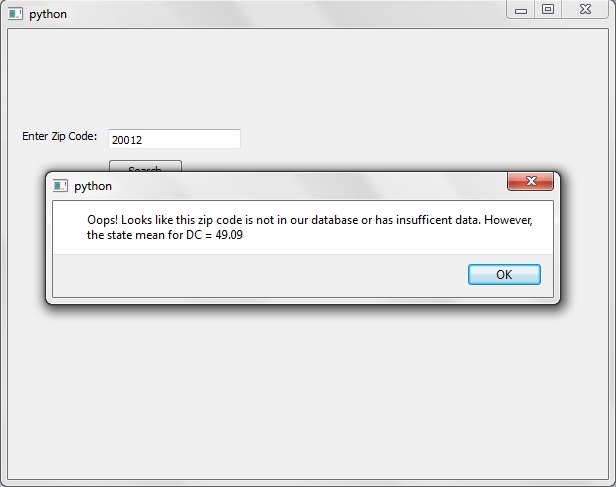 python
Enter Zip Code: 20012
Search
python
Oops! Looks like this zip code is not in our database or has insufficent data. However,
the state mean for DC = 49.09
OK